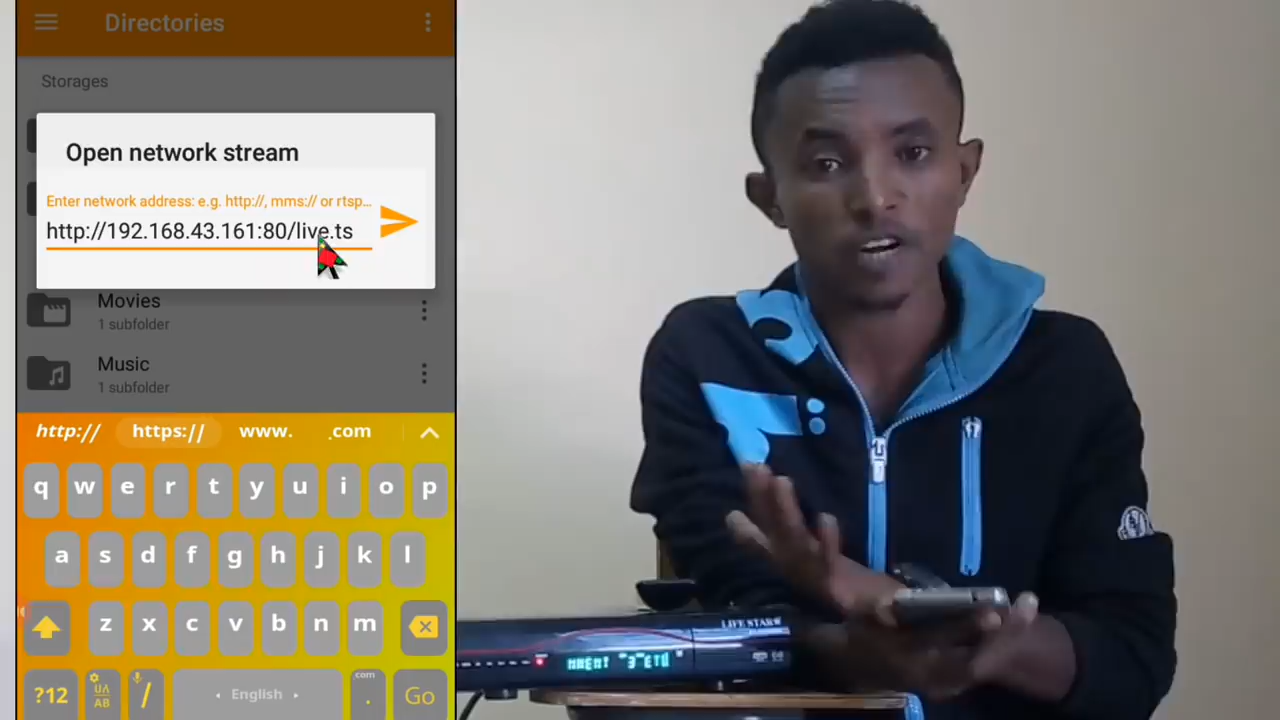 Directories
Storages
Open network stream
Enter network address: e.g. http://, mms:// or rtsp...
http://192.168.43.161:80/live.ts
Movies
1 subfolder
Music
1 subfolder
http:// https:// www. .com
q w e r t y u i o p
a s d f g h j k l
z x c v b n m
?12 / English .com . Go
LIFE STAR